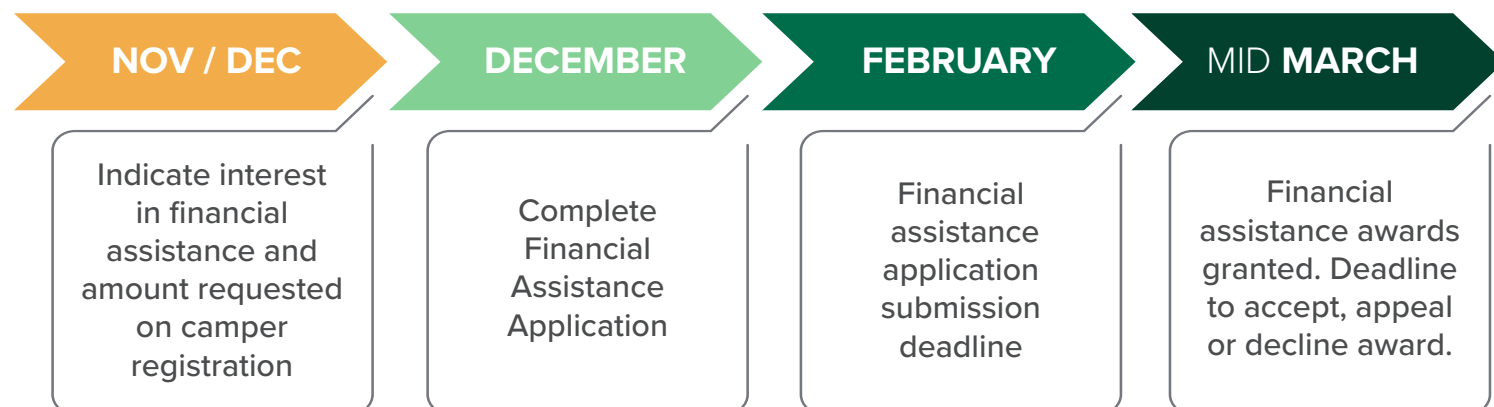 NOV / DEC
Indicate interest
in financial
assistance and
amount requested
on camper
registration
DECEMBER
Complete
Financial
Assistance
Application
FEBRUARY
Financial
assistance
application
submission
deadline
MID MARCH
Financial
assistance awards
granted. Deadline
to accept, appeal
or decline award.